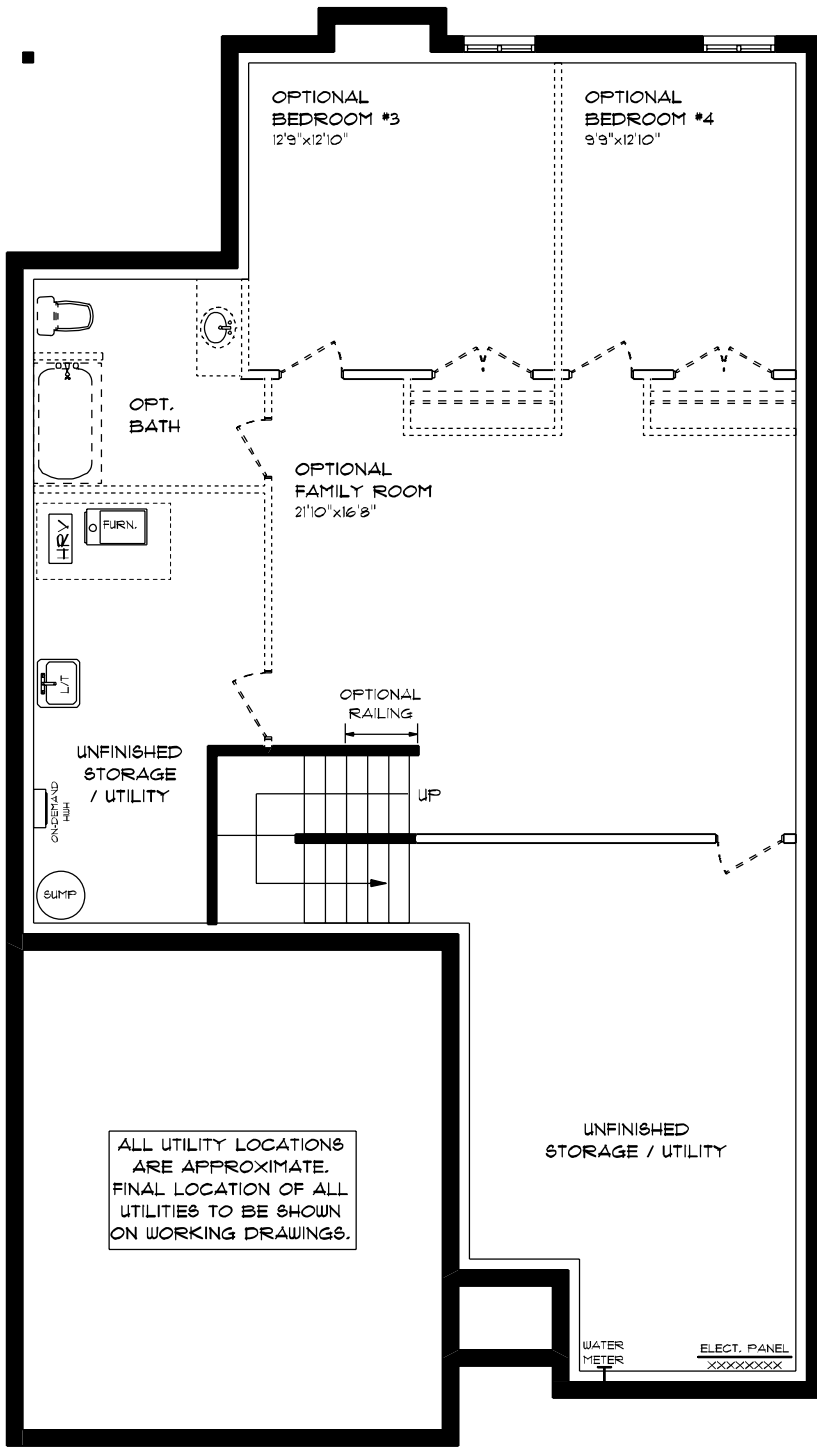 OPTIONAL
BEDROOM #3
12'9"x12'10"
OPTIONAL
BEDROOM #4
9'9"x12'10"
OPT.
BATH
OPTIONAL
FAMILY ROOM
21'10"x16'8"
HRV
FURN.
L/T
OPTIONAL
RAILING
UNFINISHED
STORAGE
/ UTILITY
ON-DEMAND
HWH
UP
SUMP
ALL UTILITY LOCATIONS
ARE APPROXIMATE.
FINAL LOCATION OF ALL
UTILITIES TO BE SHOWN
ON WORKING DRAWINGS.
UNFINISHED
STORAGE / UTILITY
WATER
METER
ELECT. PANEL
XXXXXXXX